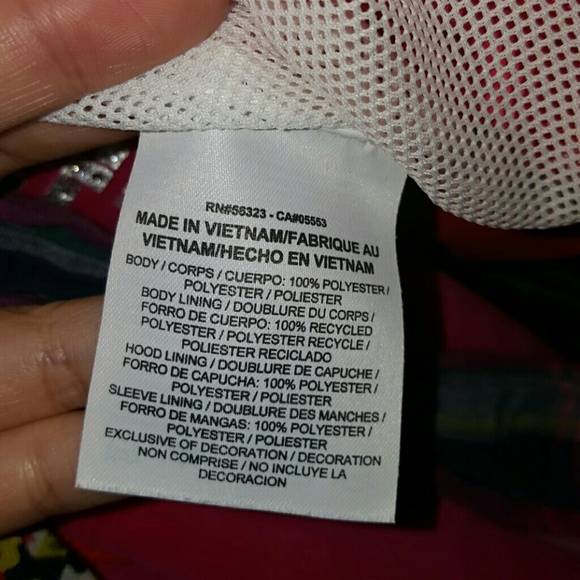 RN#56323 - CA#05553
MADE IN VIETNAM/FABRIQUE AU
VIETNAM/HECHO EN VIETNAM
BODY / CORPS / CUERPO: 100% POLYESTER /
POLYESTER / POLIESTER
BODY LINING / DOUBLURE DU CORPS /
FORRO DE CUERPO: 100% RECYCLED
POLYESTER / POLYESTER RECYCLE /
POLIESTER RECICLADO
HOOD LINING / DOUBLURE DE CAPUCHE /
FORRO DE CAPUCHA: 100% POLYESTER /
POLYESTER / POLIESTER
SLEEVE LINING / DOUBLURE DES MANCHES /
FORRO DE MANGAS: 100% POLYESTER /
POLYESTER / POLIESTER
EXCLUSIVE OF DECORATION / DECORATION
NON COMPRISE / NO INCLUYE LA
DECORACION